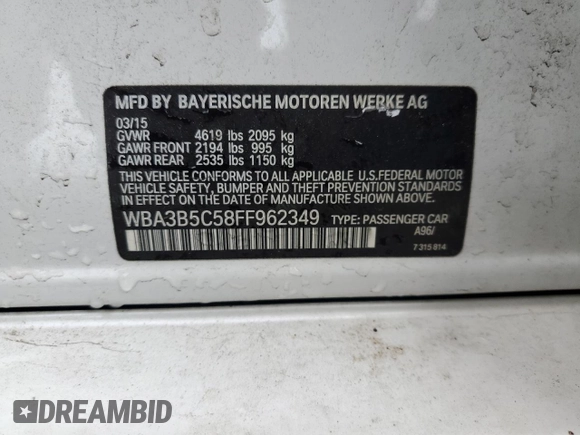 MFD BY BAYERISCHE MOTOREN WERKE AG
03/15
GVWR 4619 lbs 2095 kg
GAWR FRONT 2194 lbs 995 kg
GAWR REAR 2535 lbs 1150 kg
THIS VEHICLE CONFORMS TO ALL APPLICABLE U.S.FEDERAL MOTOR
VEHICLE SAFETY, BUMPER AND THEFT PREVENTION STANDARDS
IN EFFECT ON THE DATE OF MANUFACTURE SHOWN ABOVE.
WBA3B5C58FF962349 TYPE: PASSENGER CAR
A96/
7 315 814
DREAMBID